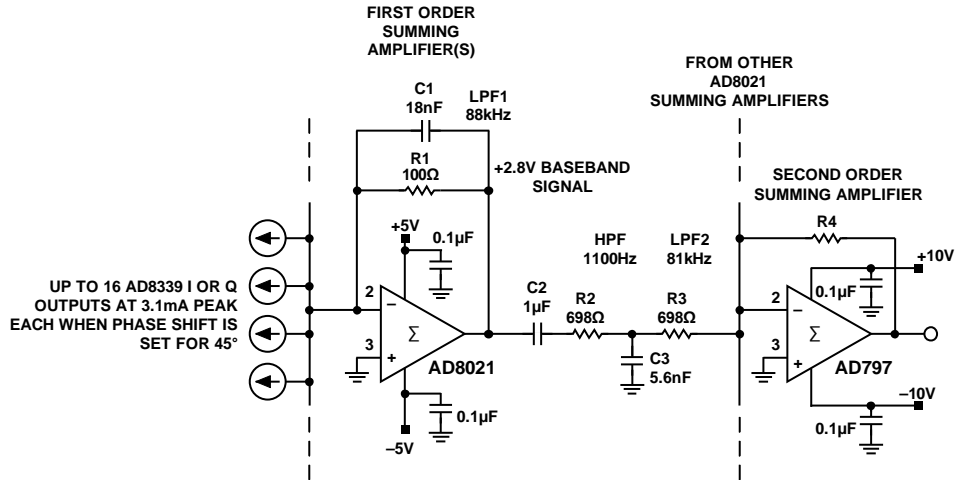 FIRST ORDER
SUMMING
AMPLIFIER(S)
C1
18nF
LPF1
88kHz
R1
100Ω
+2.8V BASEBAND
SIGNAL
FROM OTHER
AD8021
SUMMING AMPLIFIERS
SECOND ORDER
SUMMING AMPLIFIER
R4
UP TO 16 AD8339 I OR Q
OUTPUTS AT 3.1mA PEAK
EACH WHEN PHASE SHIFT IS
SET FOR 45°
+5V
0.1µF
2
–
Σ
3
+
AD8021
0.1µF
–5V
HPF
1100Hz
LPF2
81kHz
C2
1µF
R2
698Ω
R3
698Ω
C3
5.6nF
+10V
0.1µF
2
–
Σ
3
+
AD797
–10V
0.1µF